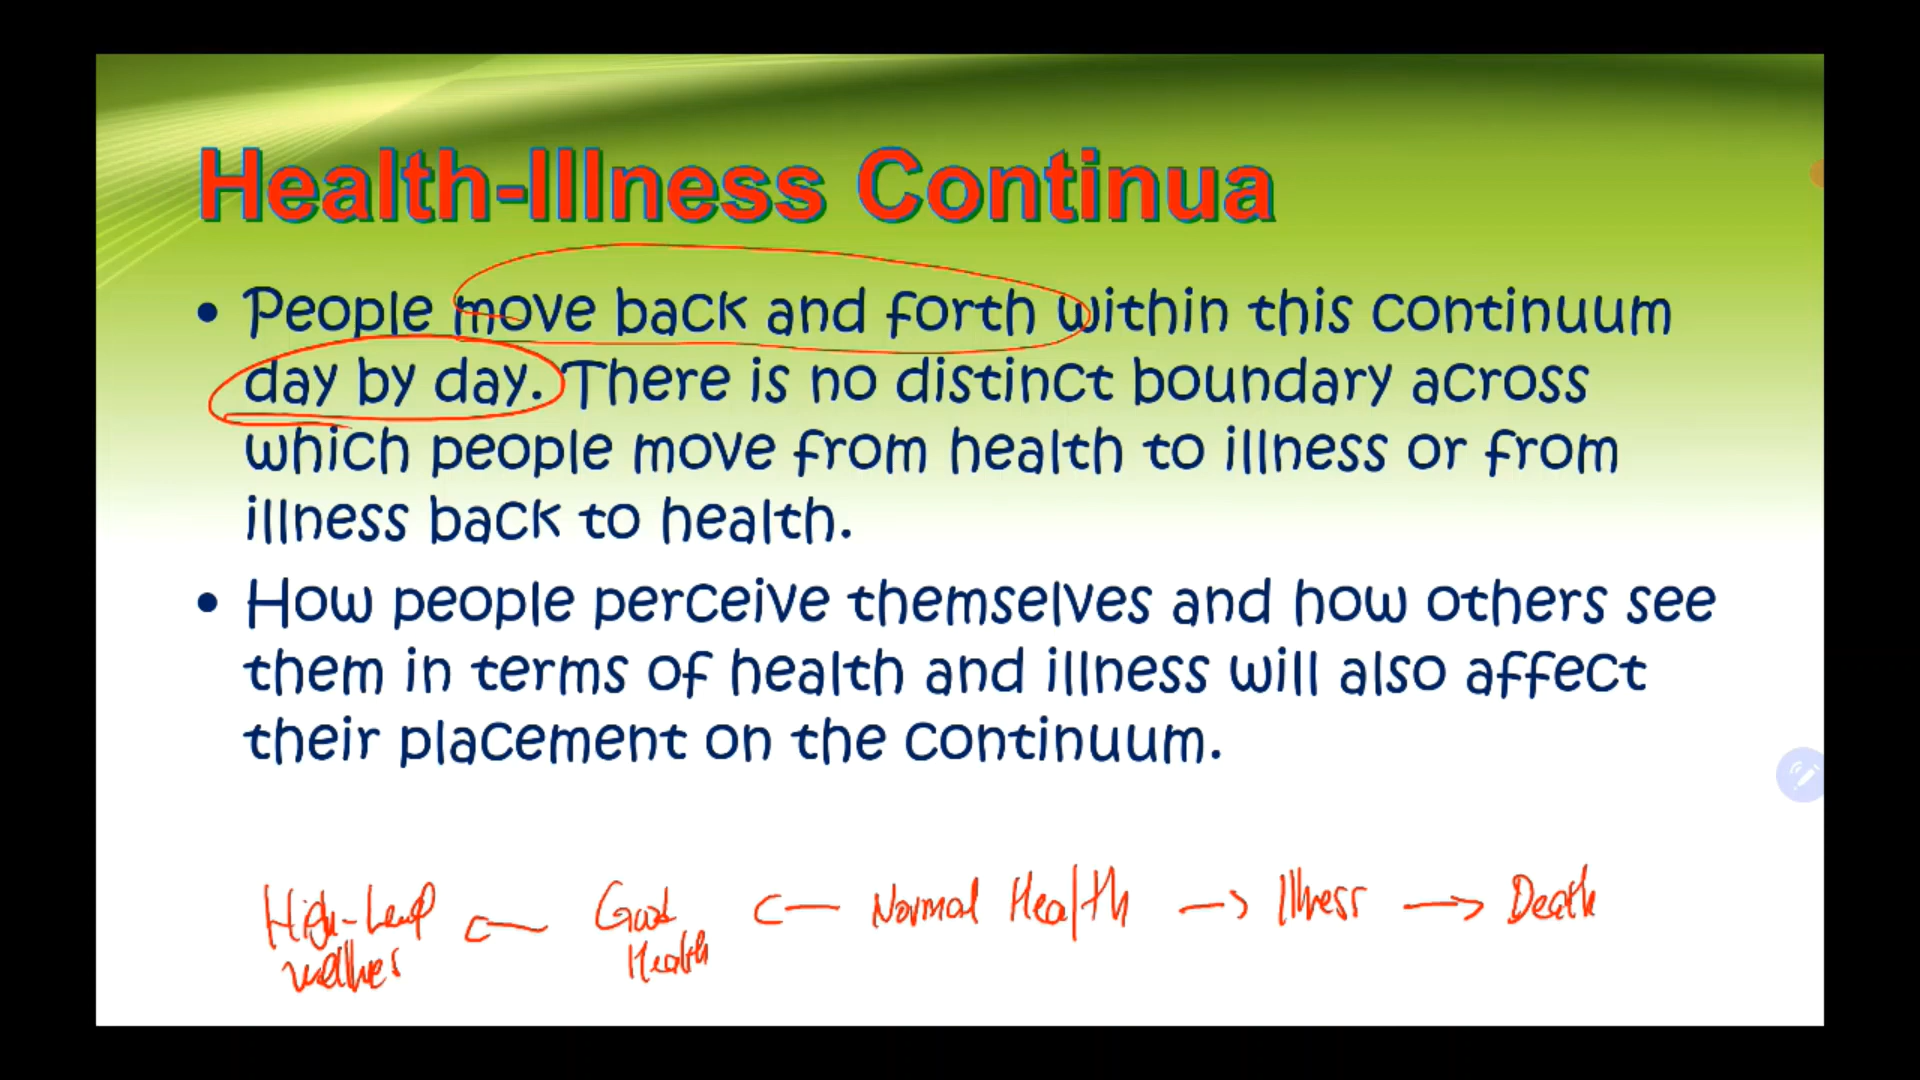 Health-Illness Continua
• People move back and forth within this continuum
day by day. There is no distinct boundary across
which people move from health to illness or from
illness back to health.
• How people perceive themselves and how others see
them in terms of health and illness will also affect
their placement on the continuum.
High-Level ← Good ← Normal Health → Illness → Death
wellnes Health